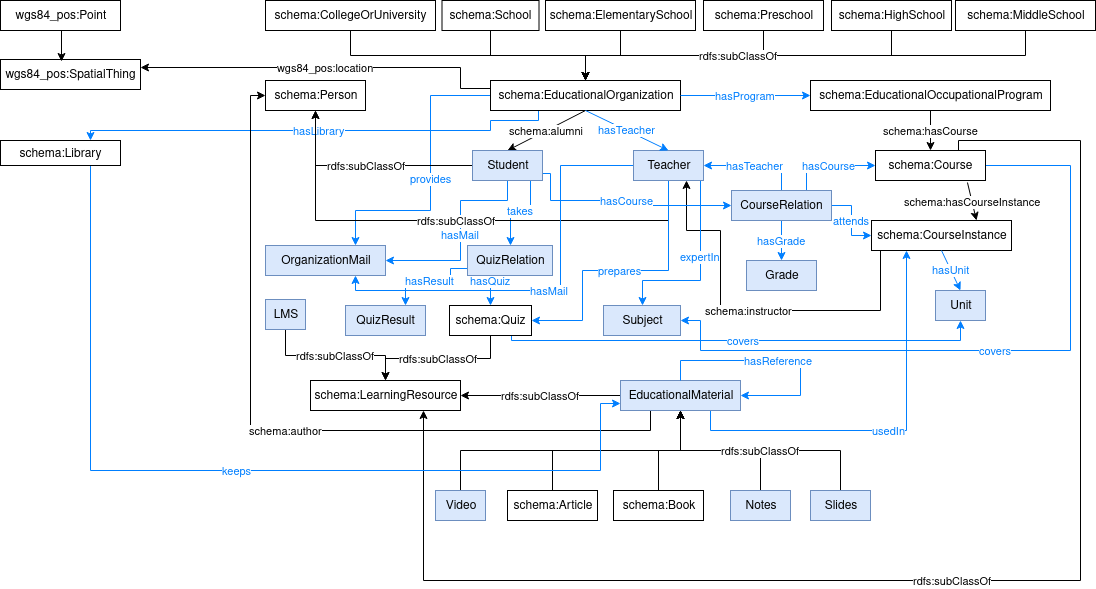 wgs84_pos:Point
schema:CollegeOrUniversity
schema:School
schema:ElementarySchool
schema:Preschool
schema:HighSchool
schema:MiddleSchool
rdfs:subClassOf
wgs84_pos:SpatialThing
wgs84_pos:location
schema:Person
schema:EducationalOrganization
hasProgram
schema:EducationalOccupationalProgram
hasLibrary
schema:alumni
hasTeacher
schema:hasCourse
schema:Library
rdfs:subClassOf
Student
Teacher
hasTeacher
hasCourse
schema:Course
provides
hasCourse
CourseRelation
schema:hasCourseInstance
takes
rdfs:subClassOf
attends
hasMail
hasGrade
schema:CourseInstance
OrganizationMail
QuizRelation
expertIn
prepares
Grade
hasUnit
hasResult
hasQuiz
hasMail
LMS
QuizResult
schema:Quiz
Subject
schema:instructor
Unit
covers
covers
rdfs:subClassOf
rdfs:subClassOf
hasReference
schema:LearningResource
rdfs:subClassOf
EducationalMaterial
schema:author
usedIn
rdfs:subClassOf
keeps
Video
schema:Article
schema:Book
Notes
Slides
rdfs:subClassOf